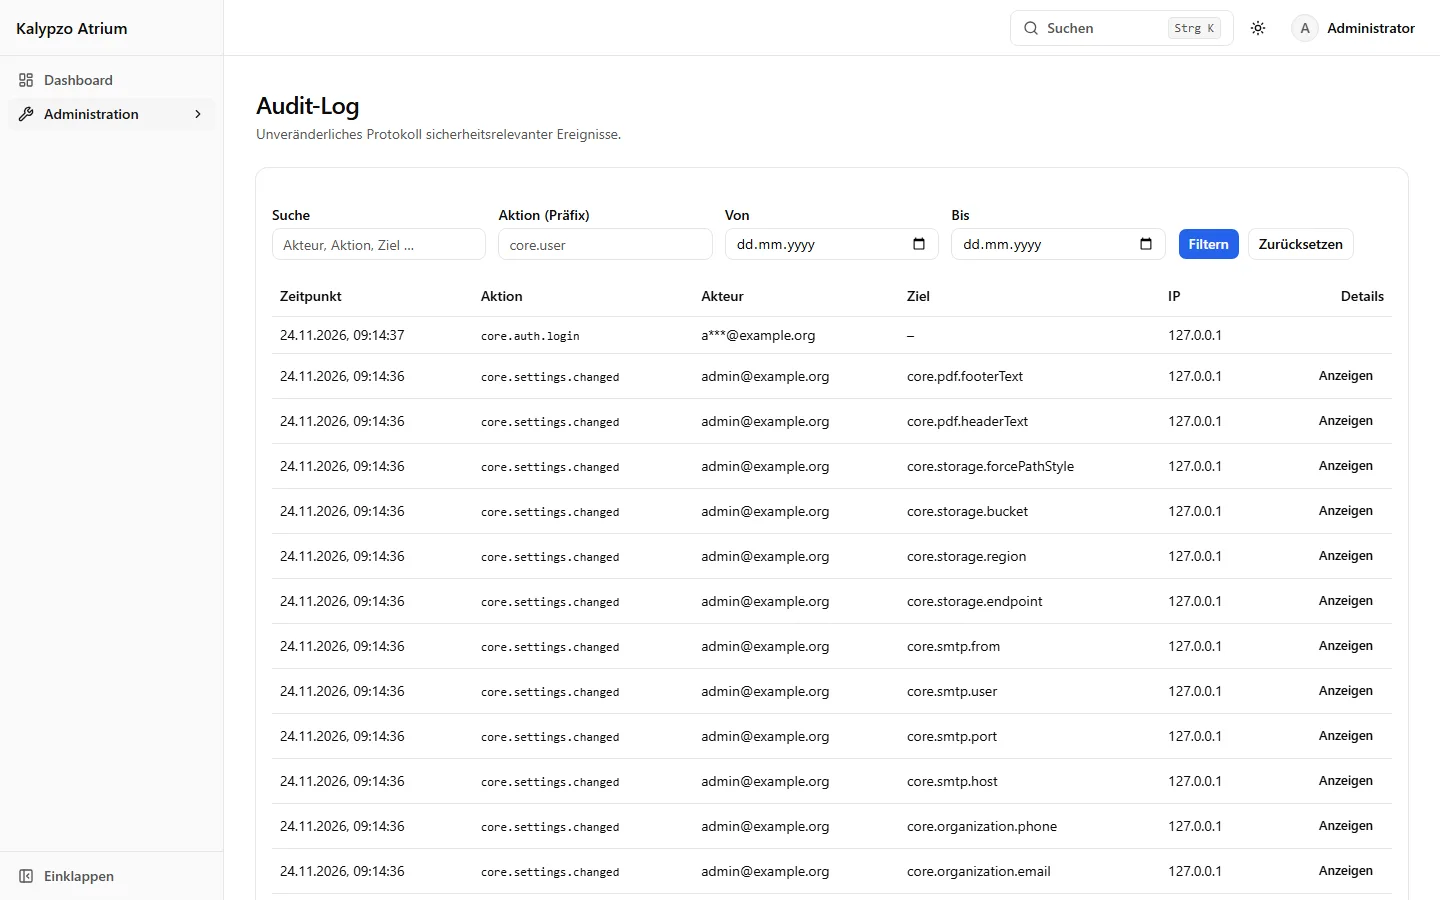 Kalypzo Atrium
Suchen Strg K
A Administrator
Dashboard
Administration
Audit-Log
Unveränderliches Protokoll sicherheitsrelevanter Ereignisse.
Suche Aktion (Präfix) Von Bis
Akteur, Aktion, Ziel ... core.user dd.mm.yyyy dd.mm.yyyy Filtern Zurücksetzen
Zeitpunkt Aktion Akteur Ziel IP Details
24.11.2026, 09:14:37 core.auth.login a***@example.org – 127.0.0.1
24.11.2026, 09:14:36 core.settings.changed admin@example.org core.pdf.footerText 127.0.0.1 Anzeigen
24.11.2026, 09:14:36 core.settings.changed admin@example.org core.pdf.headerText 127.0.0.1 Anzeigen
24.11.2026, 09:14:36 core.settings.changed admin@example.org core.storage.forcePathStyle 127.0.0.1 Anzeigen
24.11.2026, 09:14:36 core.settings.changed admin@example.org core.storage.bucket 127.0.0.1 Anzeigen
24.11.2026, 09:14:36 core.settings.changed admin@example.org core.storage.region 127.0.0.1 Anzeigen
24.11.2026, 09:14:36 core.settings.changed admin@example.org core.storage.endpoint 127.0.0.1 Anzeigen
24.11.2026, 09:14:36 core.settings.changed admin@example.org core.smtp.from 127.0.0.1 Anzeigen
24.11.2026, 09:14:36 core.settings.changed admin@example.org core.smtp.user 127.0.0.1 Anzeigen
24.11.2026, 09:14:36 core.settings.changed admin@example.org core.smtp.port 127.0.0.1 Anzeigen
24.11.2026, 09:14:36 core.settings.changed admin@example.org core.smtp.host 127.0.0.1 Anzeigen
24.11.2026, 09:14:36 core.settings.changed admin@example.org core.organization.phone 127.0.0.1 Anzeigen
24.11.2026, 09:14:36 core.settings.changed admin@example.org core.organization.email 127.0.0.1 Anzeigen
Einklappen